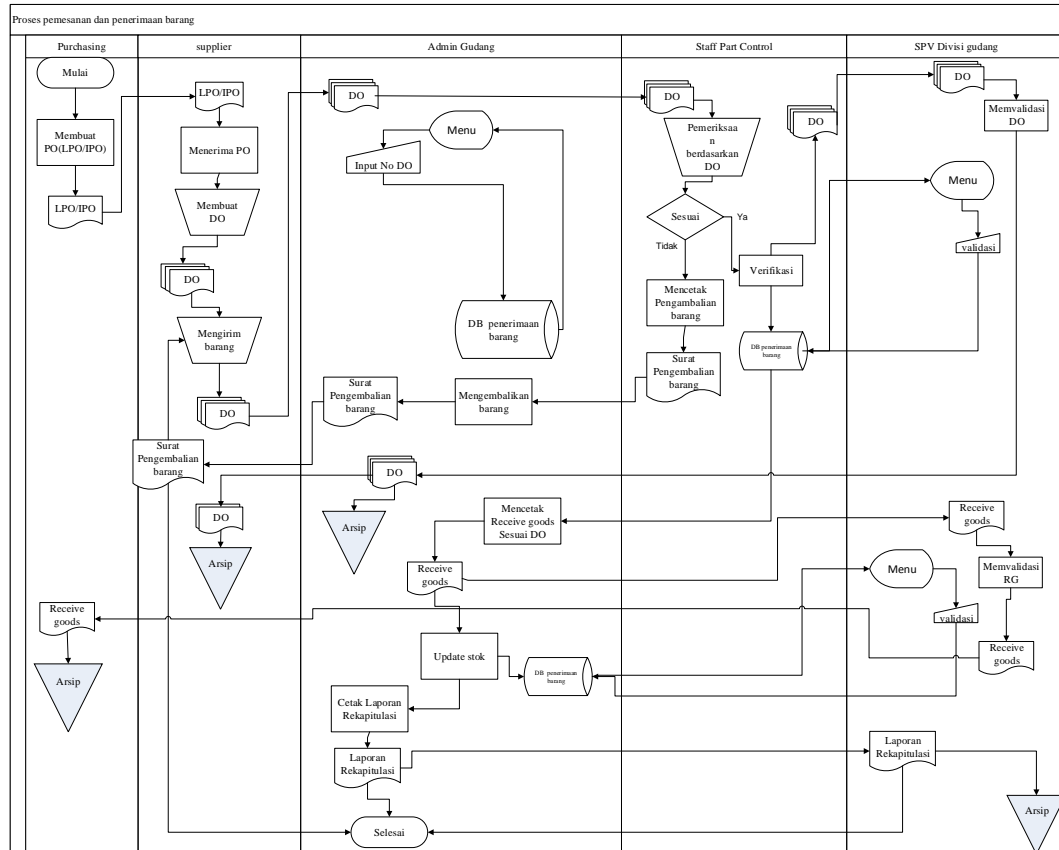 Proses pemesanan dan penerimaan barang
Purchasing
supplier
Admin Gudang
Staff Part Control
SPV Divisi gudang
Mulai
Membuat
PO(LPO/IPO)
LPO/IPO
LPO/IPO
Menerima PO
Membuat
DO
DO
Mengirim
barang
DO
Surat
Pengembalian
barang
DO
Arsip
DO
Menu
Input No DO
DB penerimaan
barang
Surat
Pengembalian
barang
Mengembalikan
barang
DO
Arsip
Mencetak
Receive goods
Sesuai DO
Receive
goods
Update stok
DB penerimaan
barang
Cetak Laporan
Rekapitulasi
Laporan
Rekapitulasi
Selesai
DO
Pemeriksaa
n
berdasarkan
DO
Sesuai
Ya
Tidak
Verifikasi
Mencetak
Pengambalian
barang
Surat
Pengembalian
barang
DB penerimaan
barang
DO
DO
Memvalidasi
DO
Menu
validasi
Receive
goods
Memvalidasi
RG
Menu
validasi
Receive
goods
Receive
goods
Arsip
Laporan
Rekapitulasi
Arsip